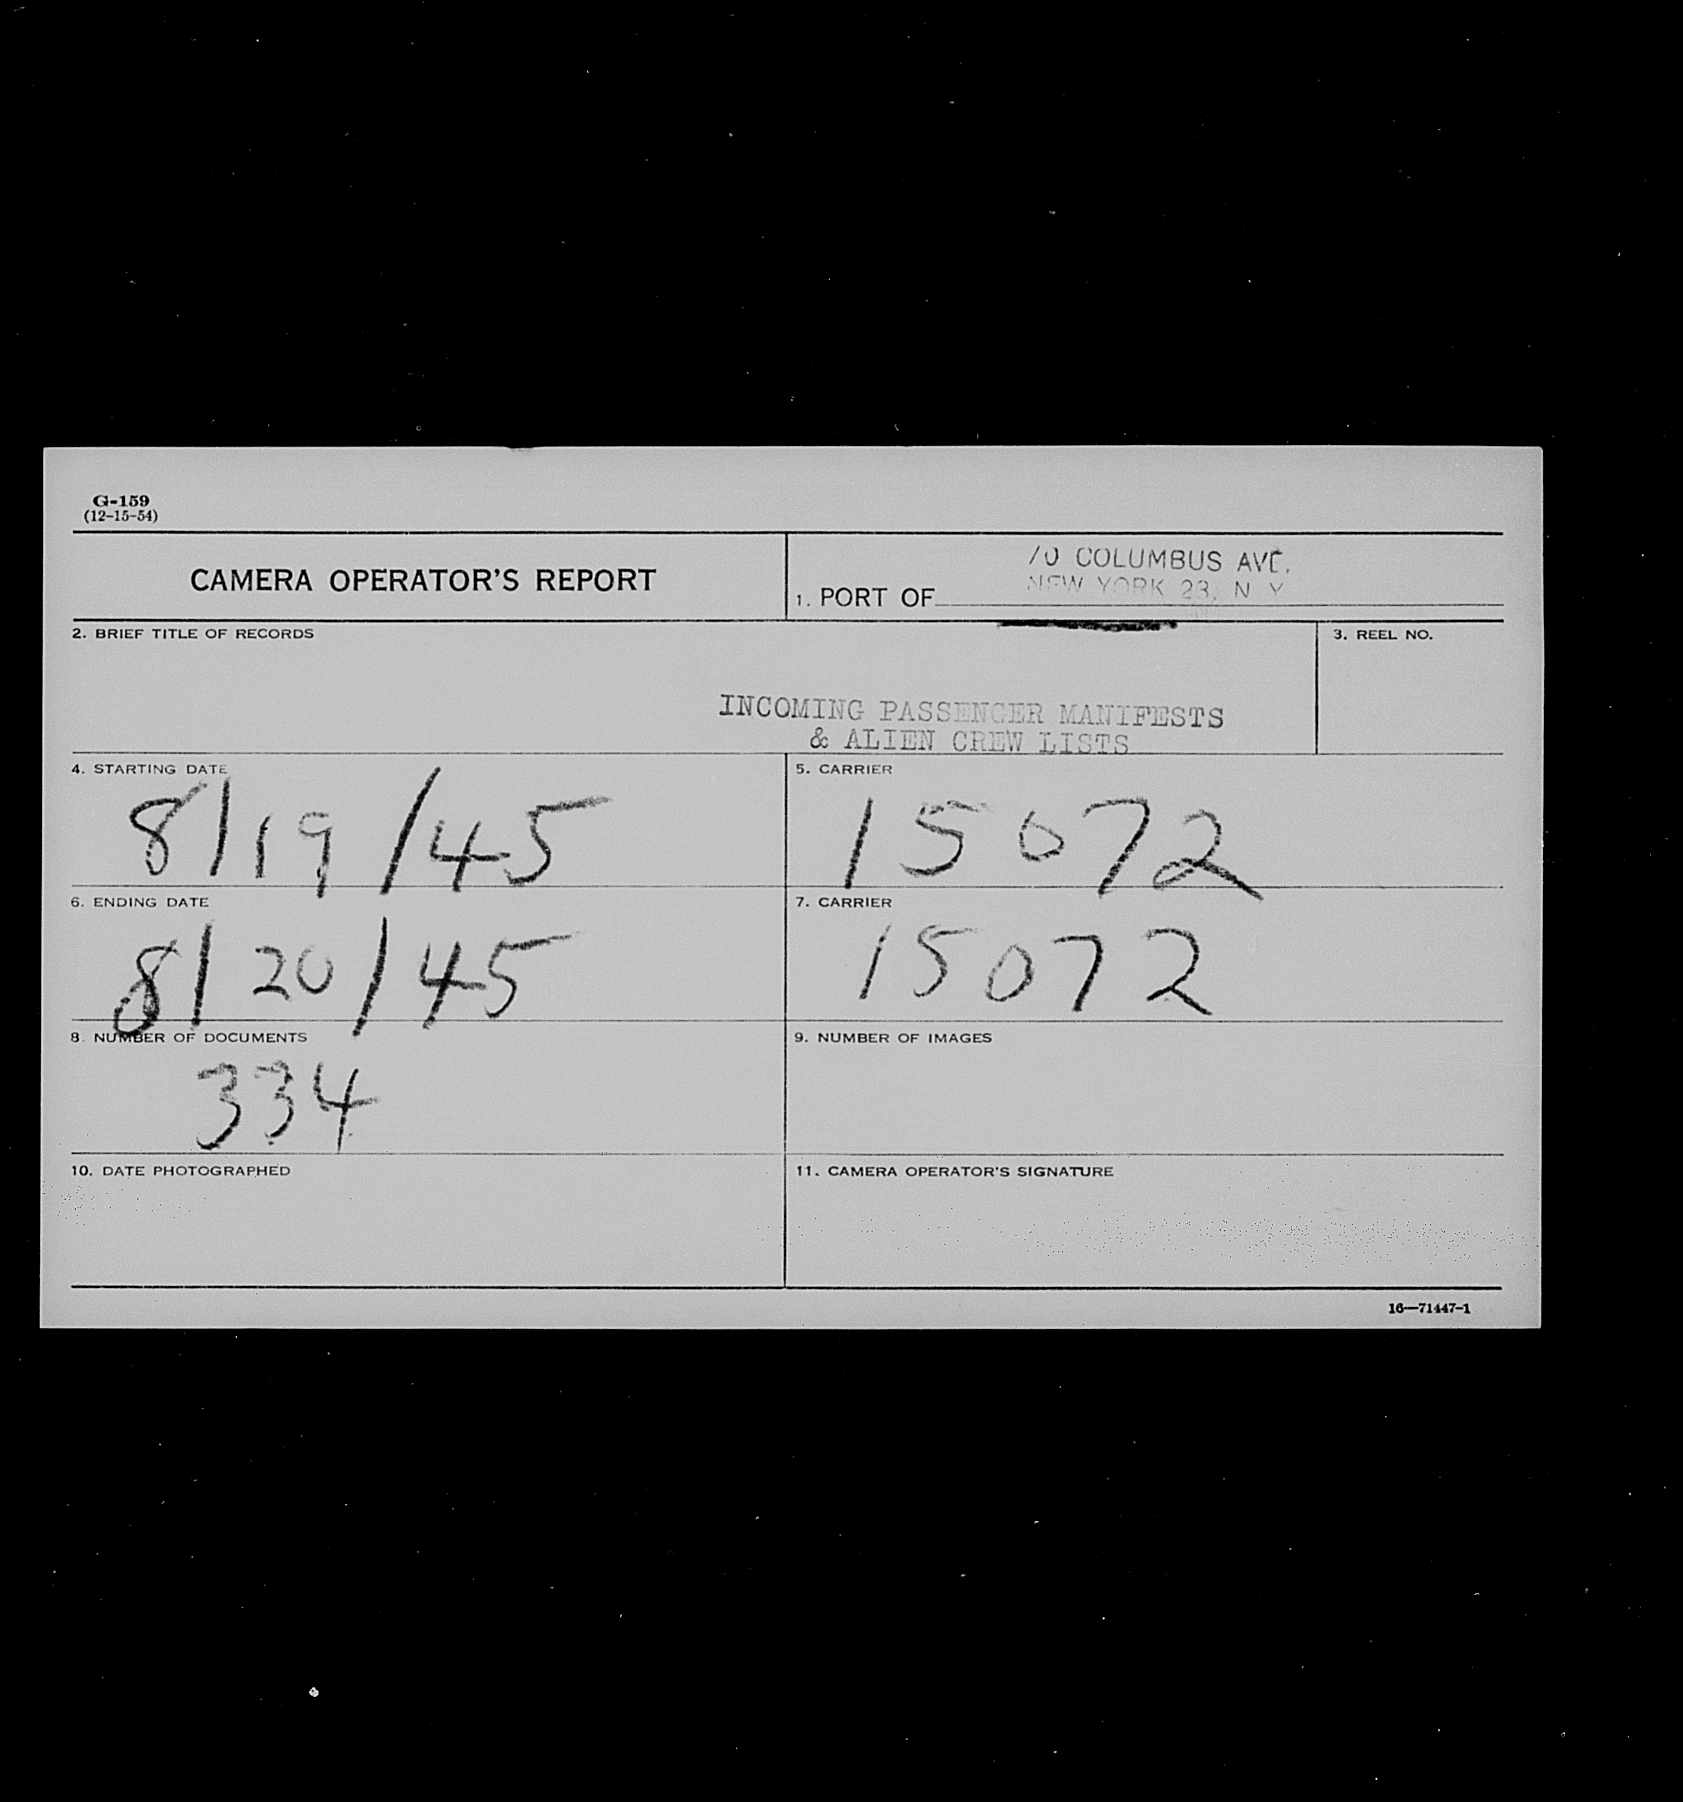 G-159
(12-15-54)
CAMERA OPERATOR'S REPORT
1. PORT OF
70 COLUMBUS AVE.
NEW YORK 23, N Y
2. BRIEF TITLE OF RECORDS
INCOMING PASSENGER MANIFESTS
& ALIEN CREW LISTS
3. REEL NO.
4. STARTING DATE
8/19/45
5. CARRIER
15072
6. ENDING DATE
8/20/45
7. CARRIER
15072
8. NUMBER OF DOCUMENTS
334
9. NUMBER OF IMAGES
10. DATE PHOTOGRAPHED
11. CAMERA OPERATOR'S SIGNATURE
16—71447-1